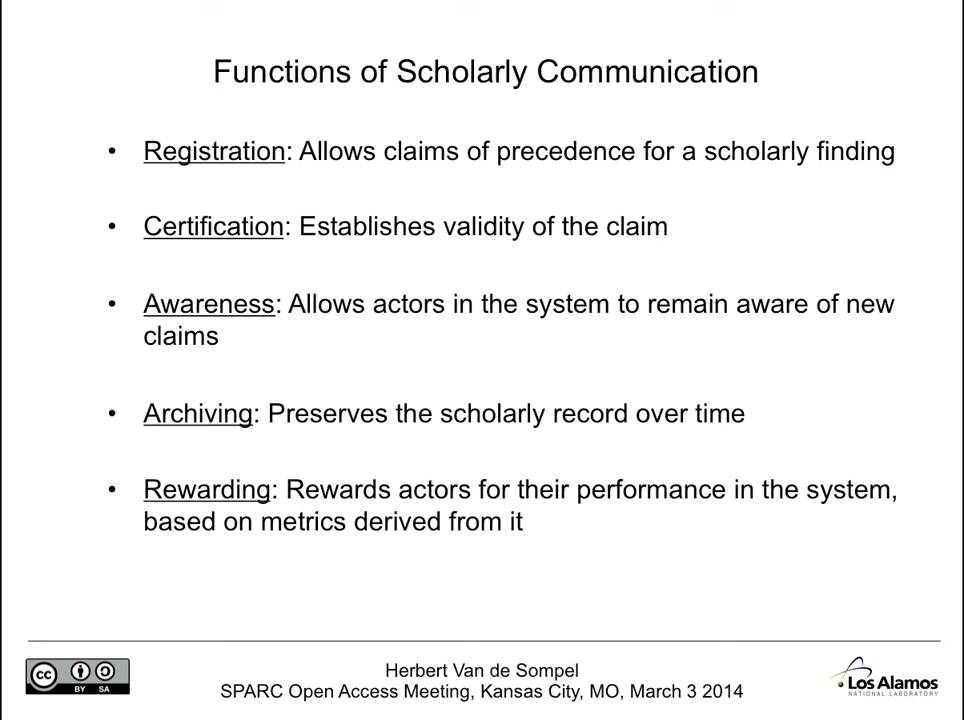 Functions of Scholarly Communication
• Registration: Allows claims of precedence for a scholarly finding
• Certification: Establishes validity of the claim
• Awareness: Allows actors in the system to remain aware of new
claims
• Archiving: Preserves the scholarly record over time
• Rewarding: Rewards actors for their performance in the system,
based on metrics derived from it
cc BY SA
Herbert Van de Sompel
SPARC Open Access Meeting, Kansas City, MO, March 3 2014
Los Alamos
NATIONAL LABORATORY